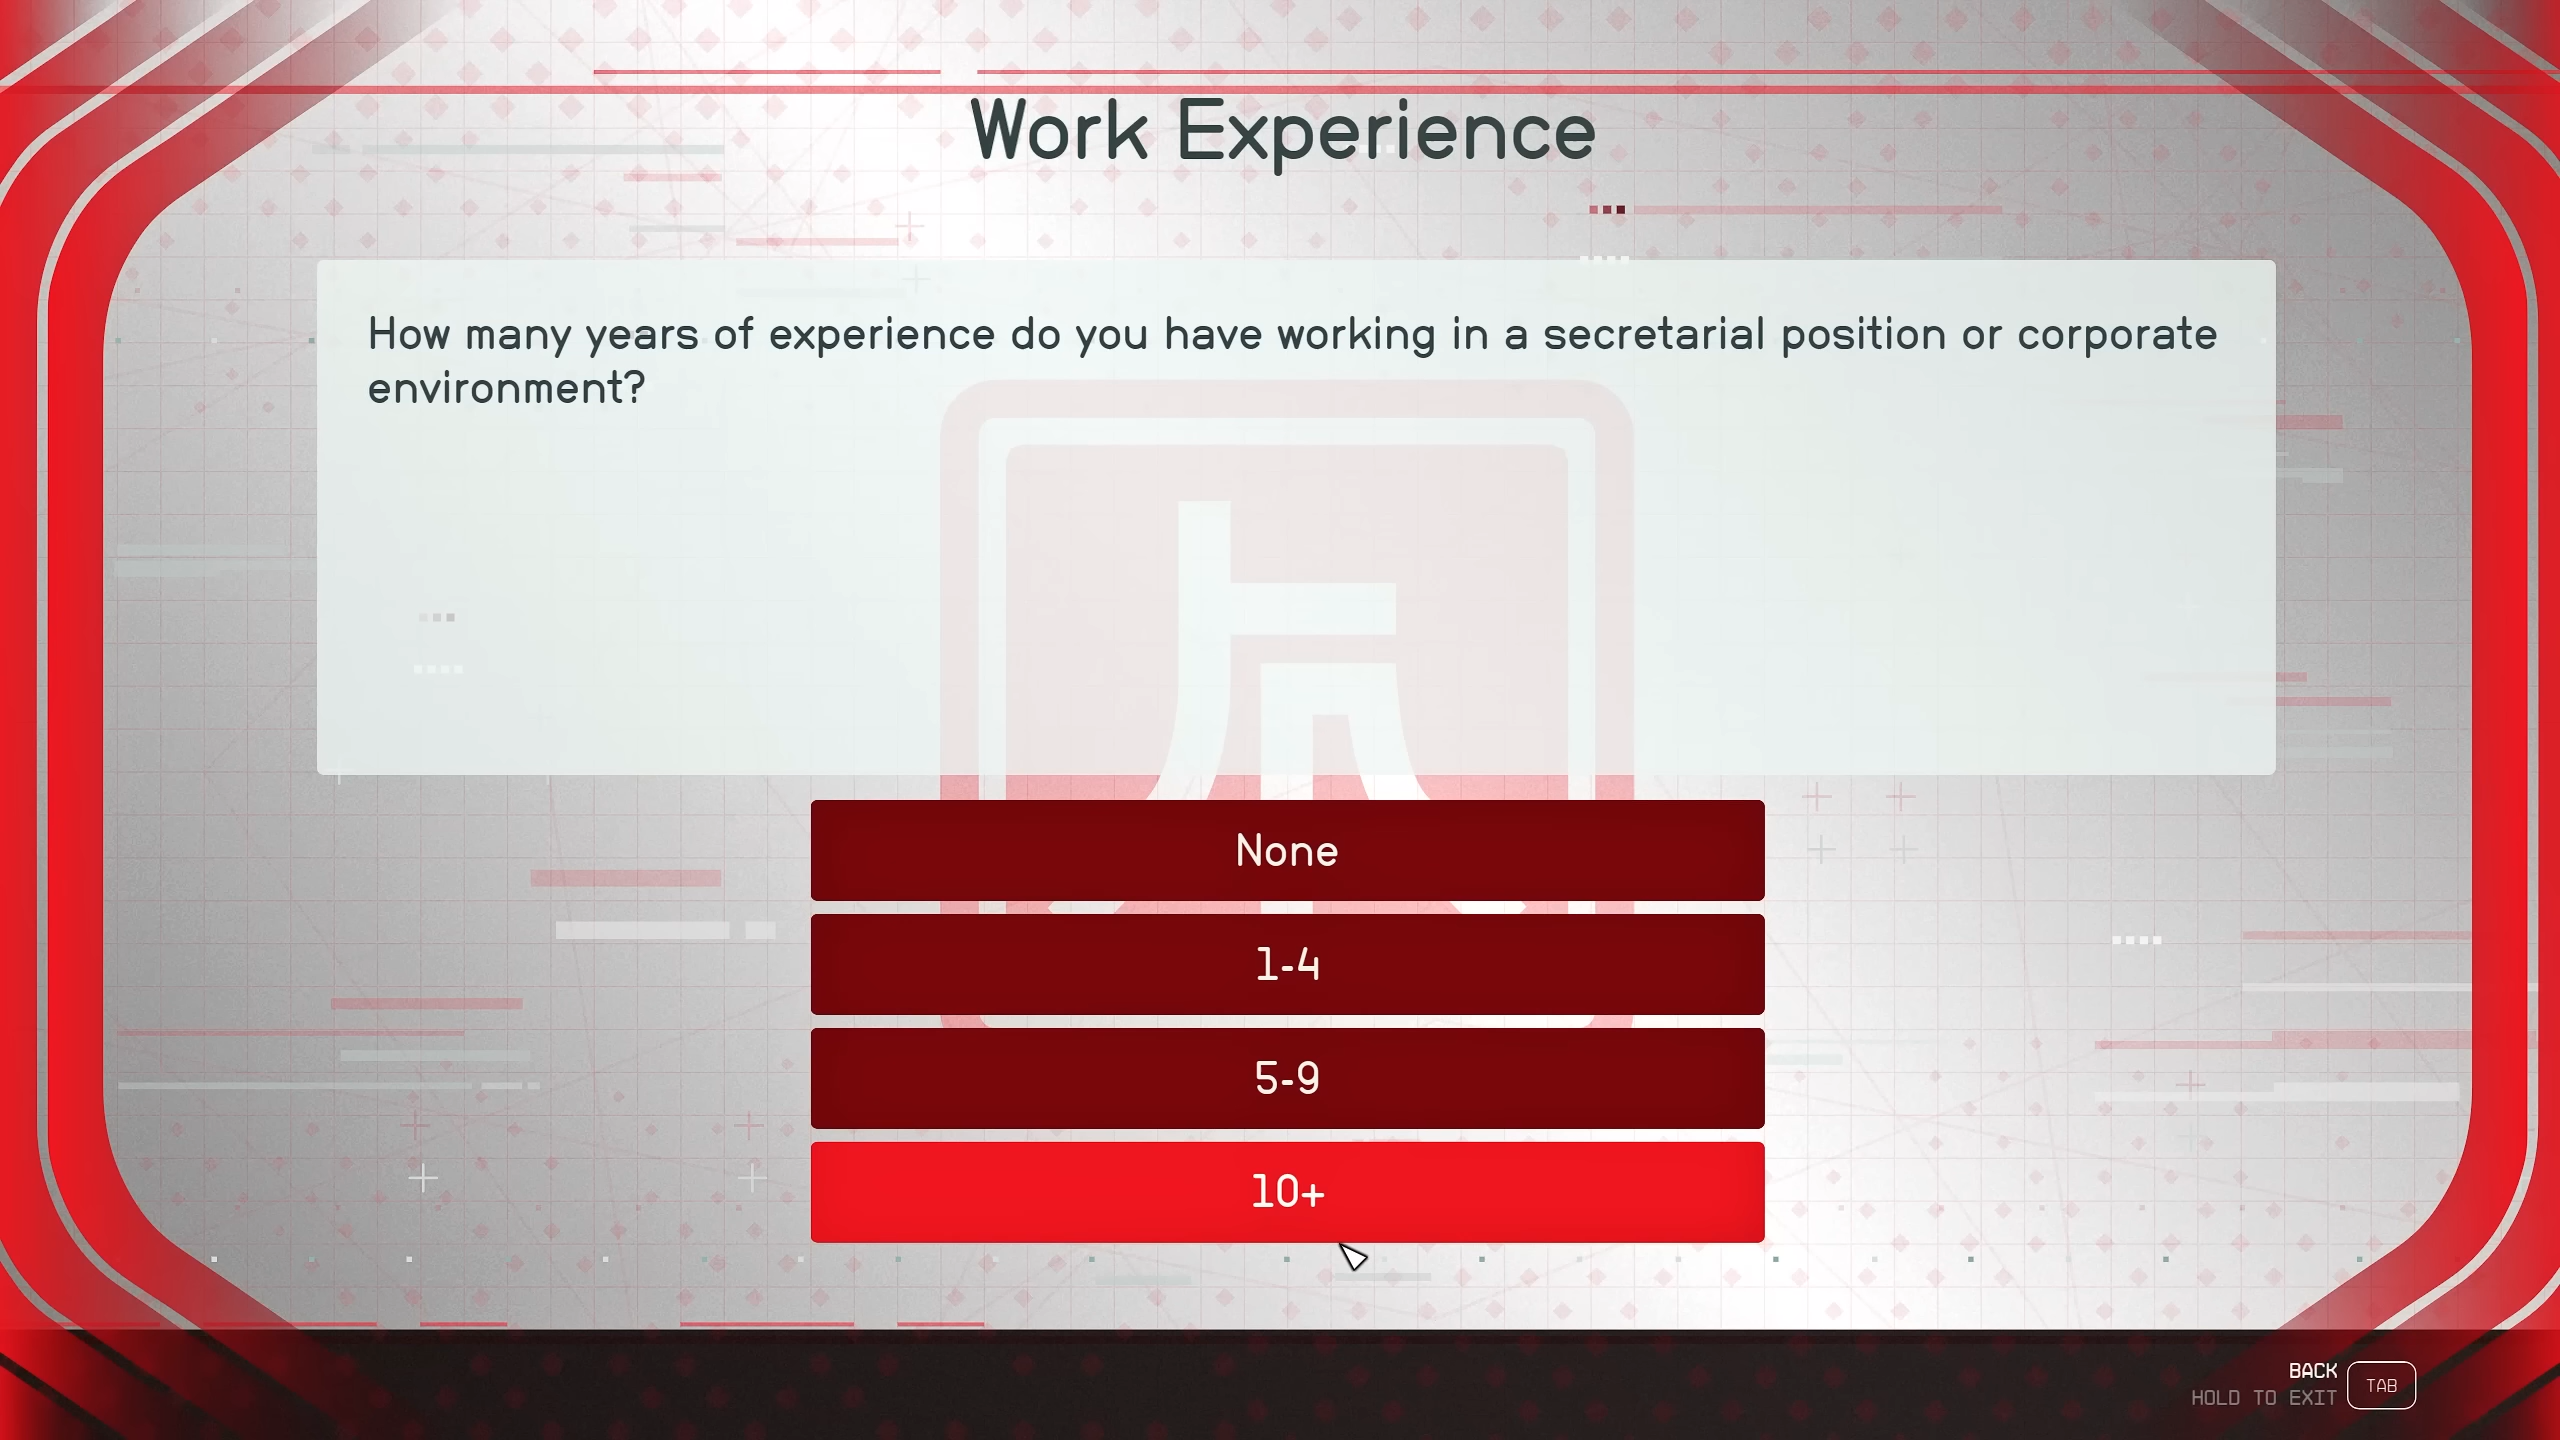 Work Experience
How many years of experience do you have working in a secretarial position or corporate
environment?
None
1-4
5-9
10+
BACK
HOLD TO EXIT
TAB